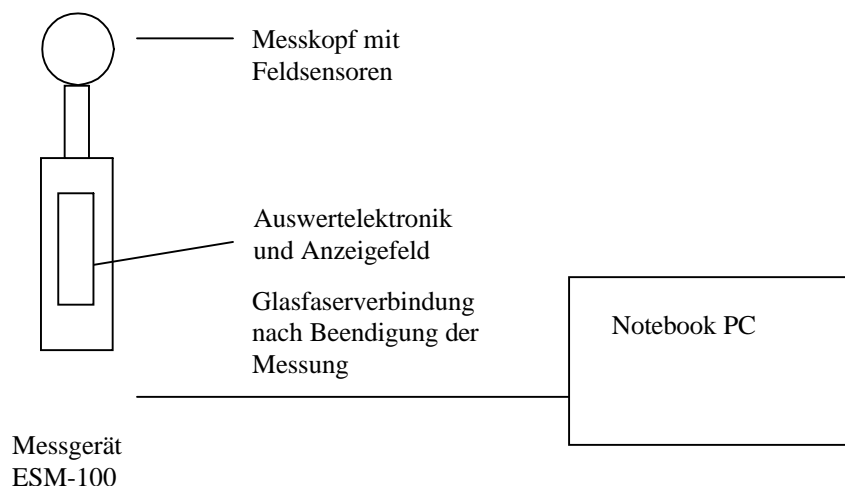 Messkopf mit
Feldsensoren
Auswertelektronik
und Anzeigefeld
Glasfaserverbindung
nach Beendigung der
Messung
Notebook PC
Messgerät
ESM-100